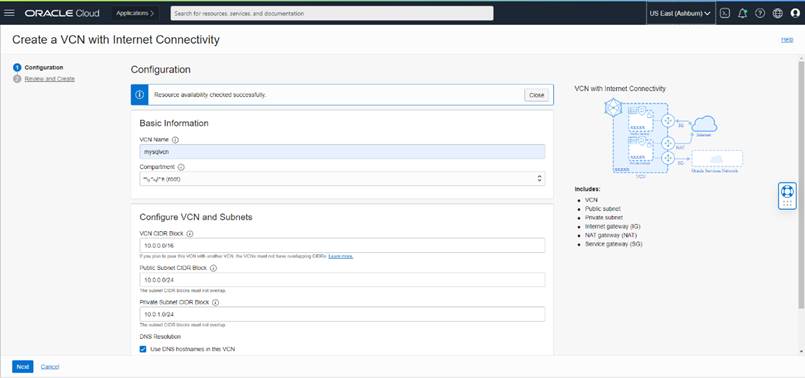 ORACLE Cloud
Applications
Search for resources, services, and documentation
US East (Ashburn)
Create a VCN with Internet Connectivity
Help
1 Configuration
2 Review and Create
Configuration
Resource availability checked successfully.
Close
Basic Information
VCN Name
mysqlvcn
Compartment
(root)
Configure VCN and Subnets
VCN CIDR Block
10.0.0.0/16
If you plan to peer this VCN with another VCN, the VCNs must not have overlapping CIDRs. Learn more.
Public Subnet CIDR Block
10.0.0.0/24
The subnet CIDR blocks must not overlap.
Private Subnet CIDR Block
10.0.1.0/24
The subnet CIDR blocks must not overlap.
DNS Resolution
Use DNS hostnames in this VCN
Next
Cancel
VCN with Internet Connectivity
IG
Internet
NAT
SG
Oracle Services Network
VCN
Includes:
VCN
Public subnet
Private subnet
Internet gateway (IG)
NAT gateway (NAT)
Service gateway (SG)